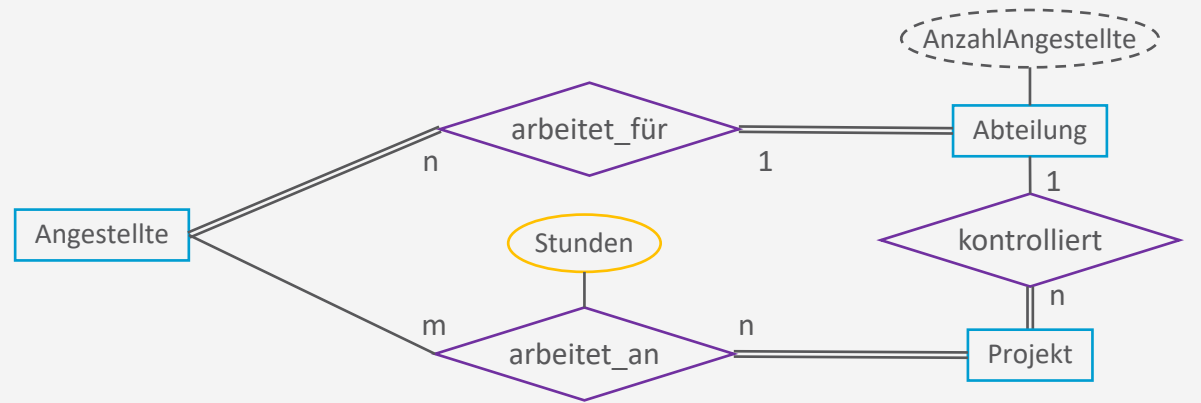 AnzahlAngestellte
arbeitet_für
Abteilung
n
1
1
Angestellte
Stunden
kontrolliert
n
m
n
arbeitet_an
Projekt